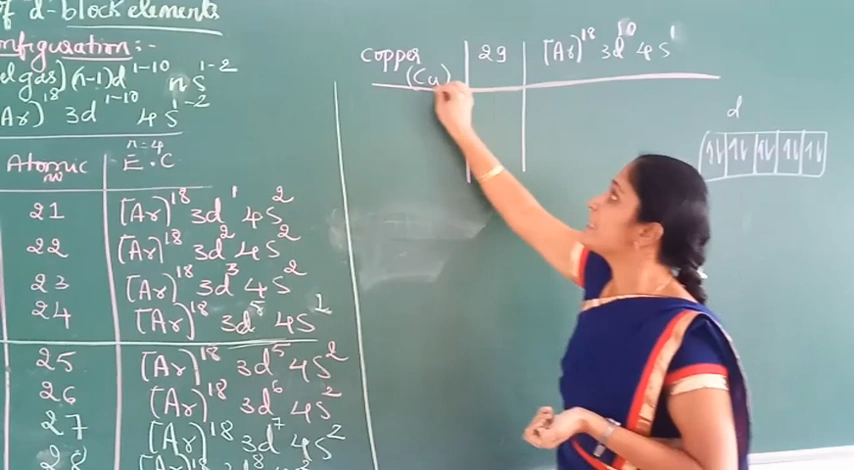 of d-block elements
onfiguration :-
el gas] (n-1)d¹⁻¹⁰ ns¹⁻²
Ar)¹⁸ 3d¹⁻¹⁰ 4s¹⁻²
Atomic no
n=4
E.C
21 [Ar)¹⁸ 3d¹ 4s²
22 [Ar)¹⁸ 3d² 4s²
23 [Ar)¹⁸ 3d³ 4s²
24 [Ar)¹⁸ 3d⁵ 4s¹
25 [Ar)¹⁸ 3d⁵ 4s²
26 [Ar)¹⁸ 3d⁶ 4s²
27 [Ar)¹⁸ 3d⁷ 4s²
28
Copper (Cu) 29 [Ar)¹⁸ 3d¹⁰ 4s¹
d
↑↓ ↑↓ ↑↓ ↑↓ ↑↓